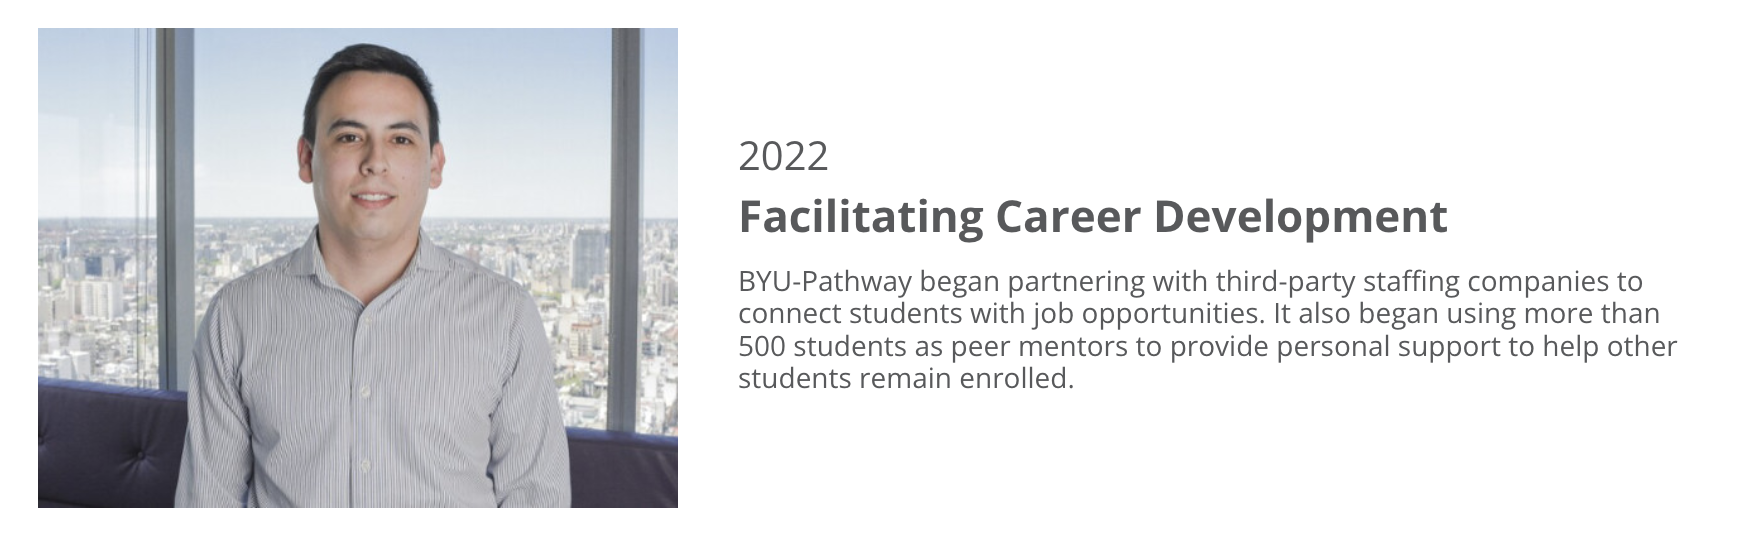 2022
Facilitating Career Development
BYU-Pathway began partnering with third-party staffing companies to
connect students with job opportunities. It also began using more than
500 students as peer mentors to provide personal support to help other
students remain enrolled.